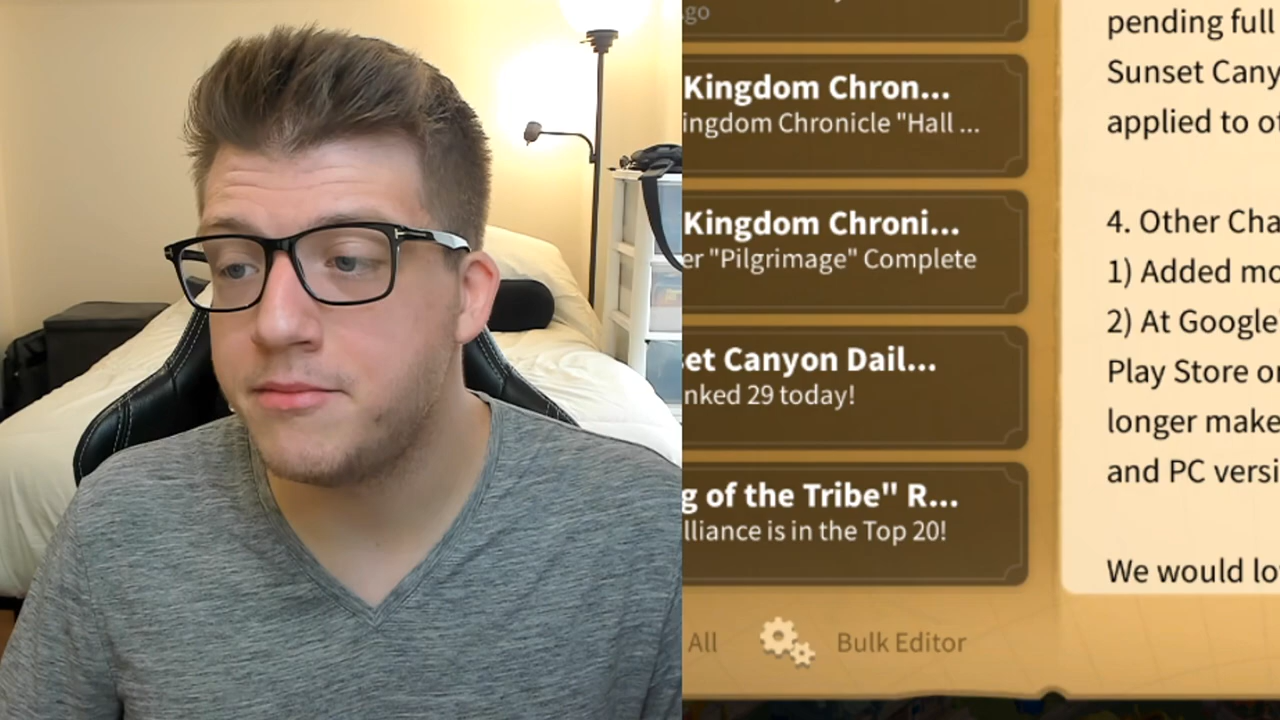 go
Kingdom Chron...
ingdom Chronicle "Hall ...
Kingdom Chroni...
er "Pilgrimage" Complete
et Canyon Dail...
nked 29 today!
g of the Tribe" R...
lliance is in the Top 20!
All
Bulk Editor
pending full
Sunset Cany
applied to o
4. Other Cha
1) Added mo
2) At Google'
Play Store o
longer make
and PC versi
We would lo